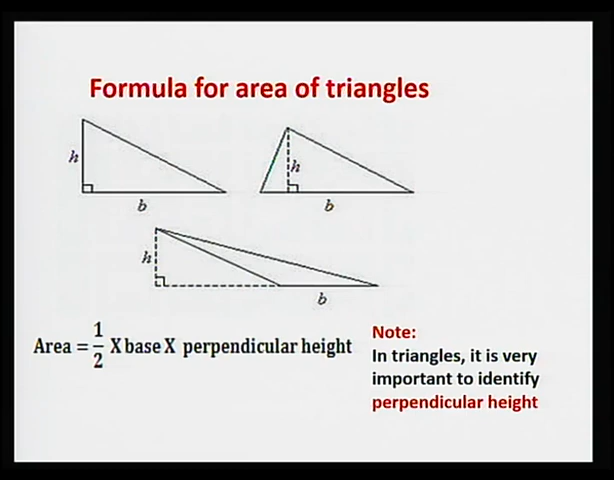 Formula for area of triangles
h
b
h
b
h
b
Area = 1/2 X base X perpendicular height
Note:
In triangles, it is very
important to identify
perpendicular height